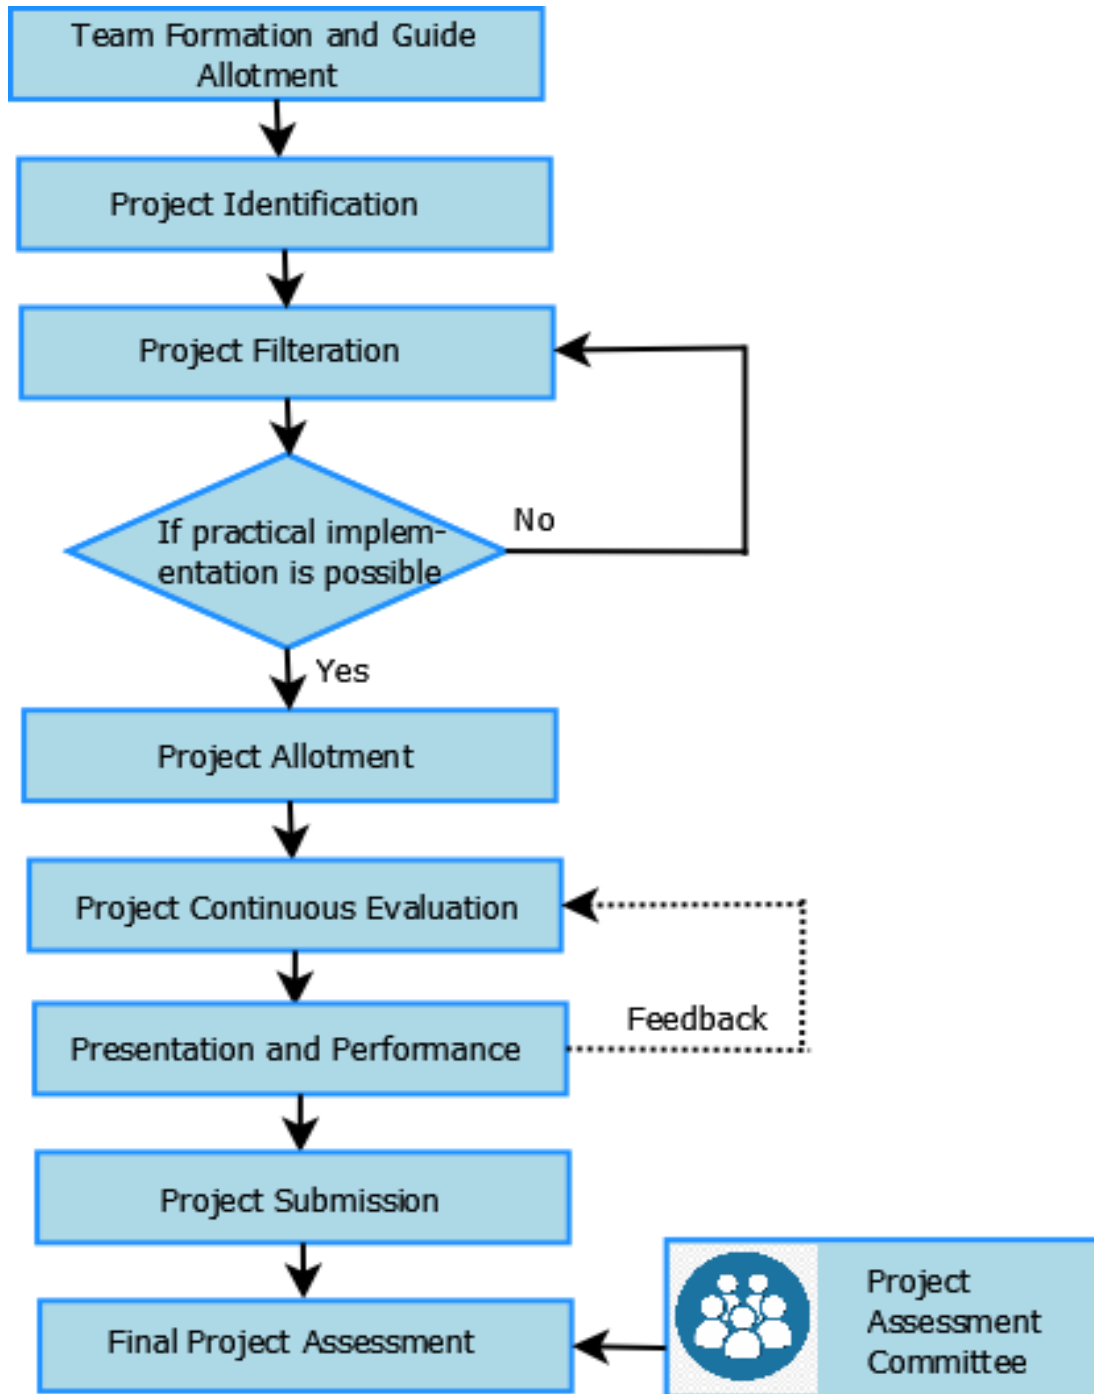 Team Formation and Guide
Allotment
Project Identification
Project Filteration
If practical implem-
entation is possible
No
Yes
Project Allotment
Project Continuous Evaluation
Presentation and Performance
Feedback
Project Submission
Final Project Assessment
Project
Assessment
Committee